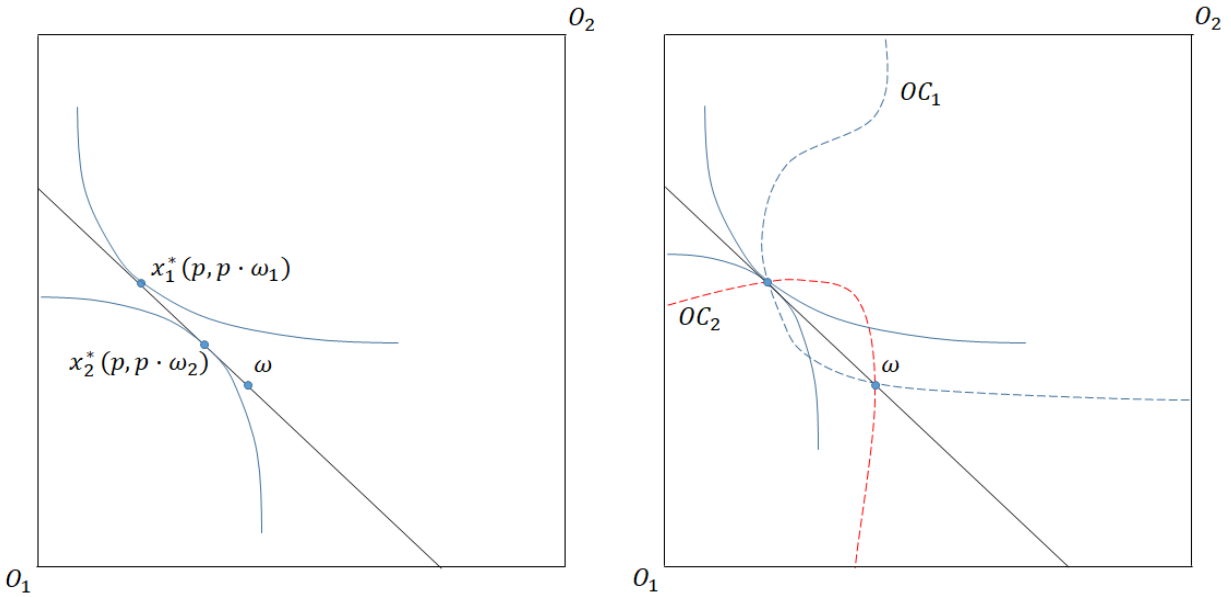 O₂
x₁*(p, p · ω₁)
x₂*(p, p · ω₂)
ω
O₁
O₂
OC₁
OC₂
ω
O₁